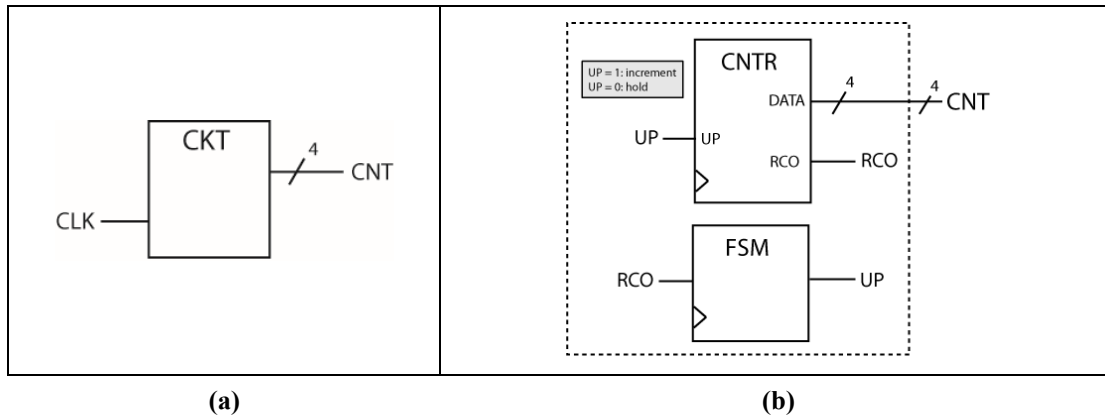 CKT
4
CNT
CLK
CNTR
UP = 1: increment
UP = 0: hold
DATA
4
4
CNT
UP
UP
RCO
RCO
FSM
RCO
UP
(a)
(b)